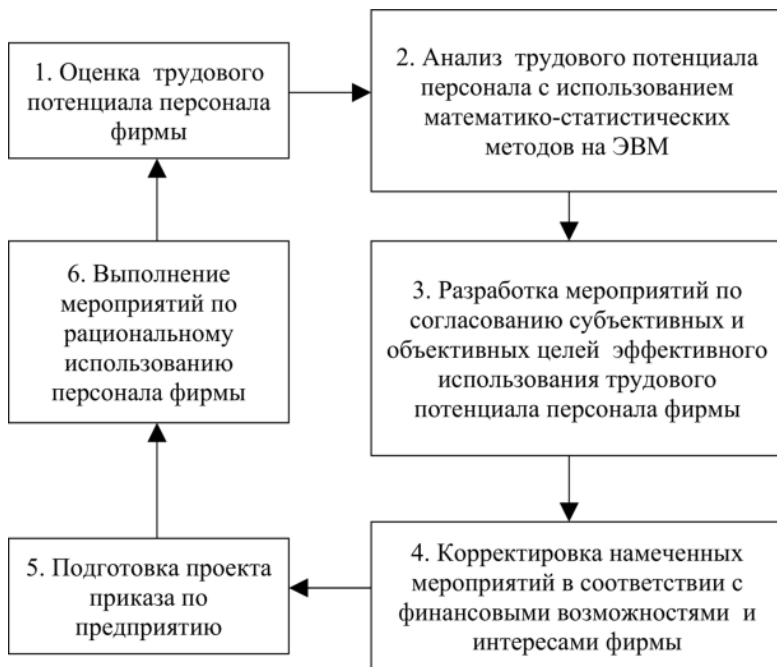 1. Оценка трудового
потенциала персонала
фирмы
2. Анализ трудового потенциала
персонала с использованием
математико-статистических
методов на ЭВМ
3. Разработка мероприятий по
согласованию субъективных и
объективных целей эффективного
использования трудового
потенциала персонала фирмы
4. Корректировка намеченных
мероприятий в соответствии с
финансовыми возможностями и
интересами фирмы
5. Подготовка проекта
приказа по
предприятию
6. Выполнение
мероприятий по
рациональному
использованию
персонала фирмы